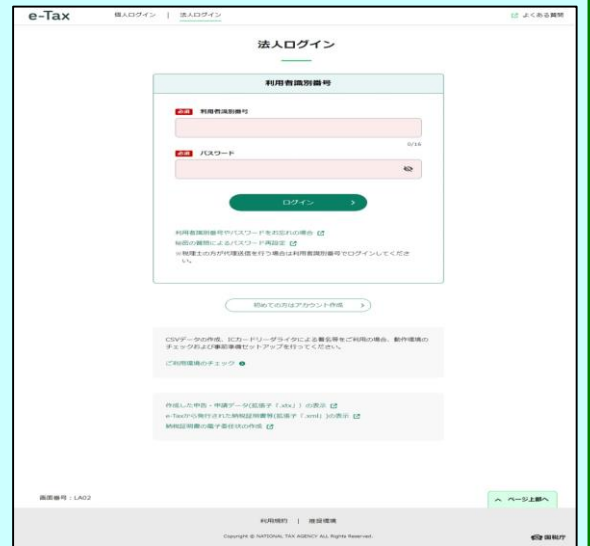 e-Tax 個人ログイン | 法人ログイン よくある質問
法人ログイン
利用者識別番号
必須 利用者識別番号
0/16
必須 パスワード
ログイン
利用者識別番号やパスワードをお忘れの場合
秘密の質問によるパスワード再設定
※税理士の方が代理送信を行う場合は利用者識別番号でログインしてくださ
い。
初めての方はアカウント作成
CSVデータの作成、ICカードリーダライタによる署名等をご利用の場合、動作環境の
チェックおよび事前準備セットアップを行ってください。
ご利用環境のチェック
作成した申告・申請データ(拡張子「.xtx」)の表示
e-Taxから発行された納税証明書等(拡張子「.xml」)の表示
納税証明書の電子委任状の作成
画面番号：LA02
ページ上部へ
利用規約 | 推奨環境
Copyright © NATIONAL TAX AGENCY ALL Rights Reserved.
国税庁